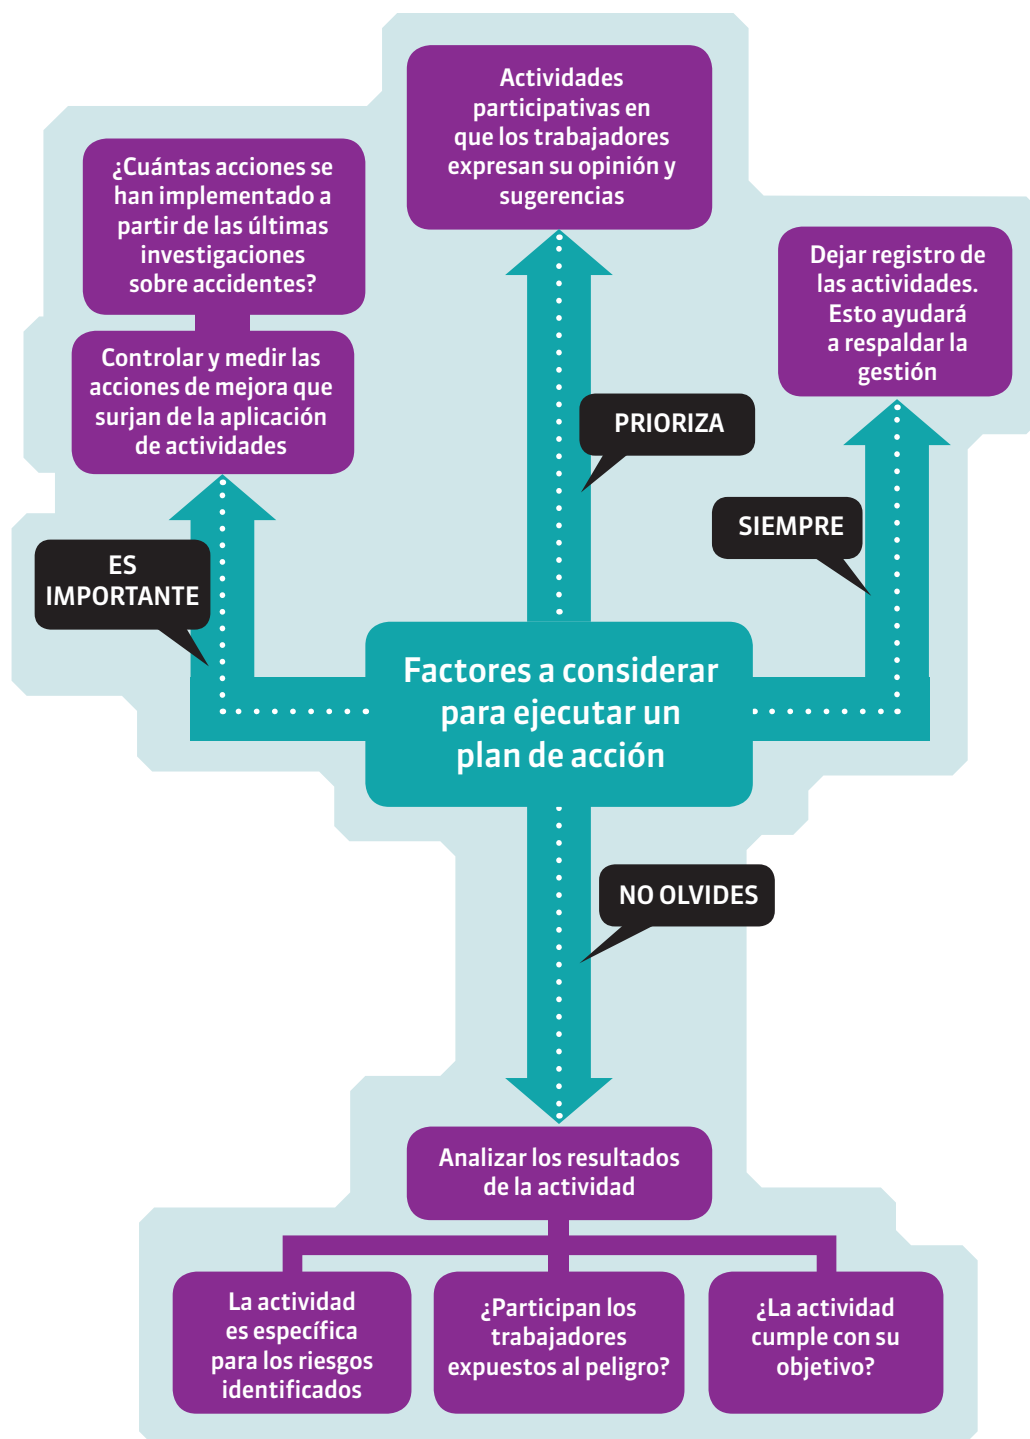 Actividades
participativas en
que los trabajadores
expresan su opinión y
sugerencias
¿Cuántas acciones se
han implementado a
partir de las últimas
investigaciones
sobre accidentes?
Controlar y medir las
acciones de mejora que
surjan de la aplicación
de actividades
Dejar registro de
las actividades.
Esto ayudará
a respaldar la
gestión
PRIORIZA
SIEMPRE
ES
IMPORTANTE
Factores a considerar
para ejecutar un
plan de acción
NO OLVIDES
Analizar los resultados
de la actividad
La actividad
es específica
para los riesgos
identificados
¿Participan los
trabajadores
expuestos al peligro?
¿La actividad
cumple con su
objetivo?